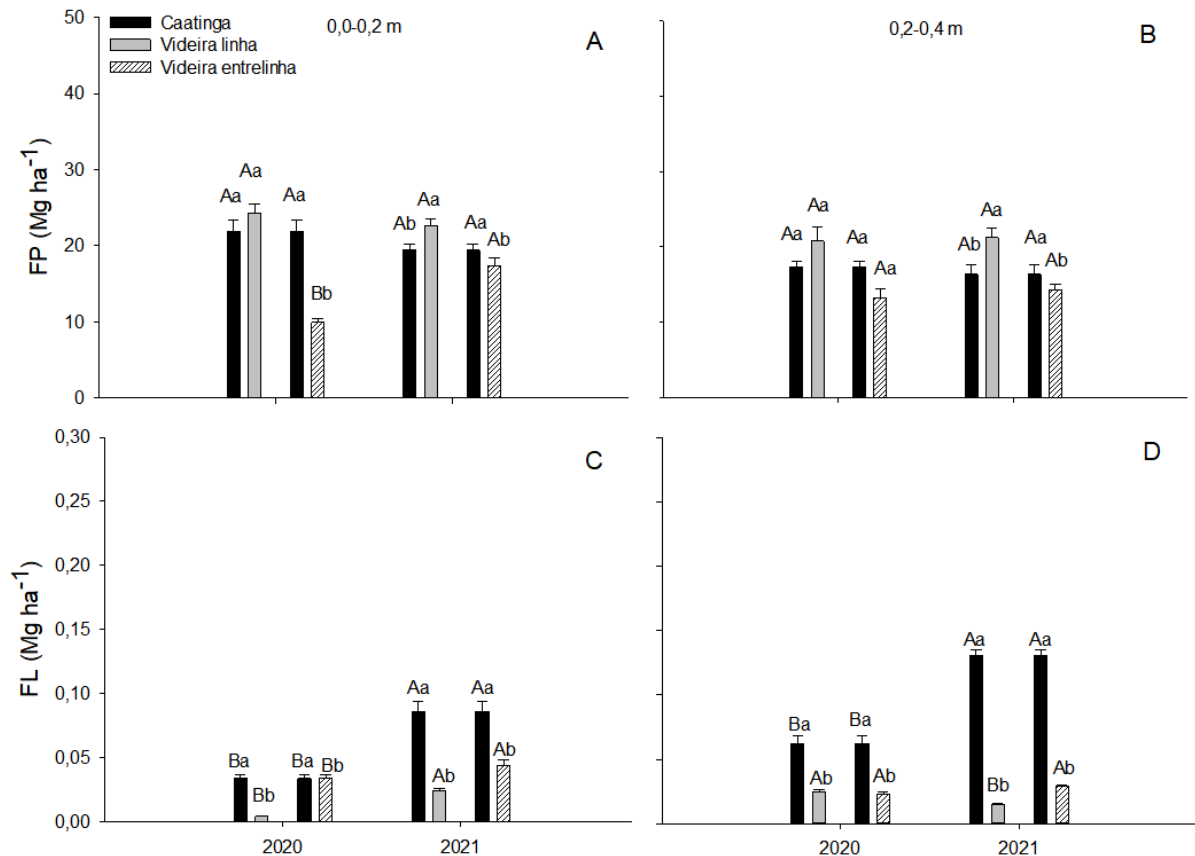 50
Caatinga
0,0-0,2 m
A
Videira linha
Videira entrelinha
40
30
20
10
0
FP (Mg ha⁻¹)
Aa
Aa
Aa
Bb
Ab
Aa
Aa
Ab
0,2-0,4 m
B
Aa
Aa
Aa
Aa
Ab
Aa
Aa
Ab
0,30
C
0,25
0,20
0,15
0,10
0,05
0,00
FL (Mg ha⁻¹)
Ba
Bb
Ba
Bb
Aa
Ab
Aa
Ab
2020
2021
D
Ba
Ab
Ba
Ab
Aa
Bb
Aa
Ab
2020
2021